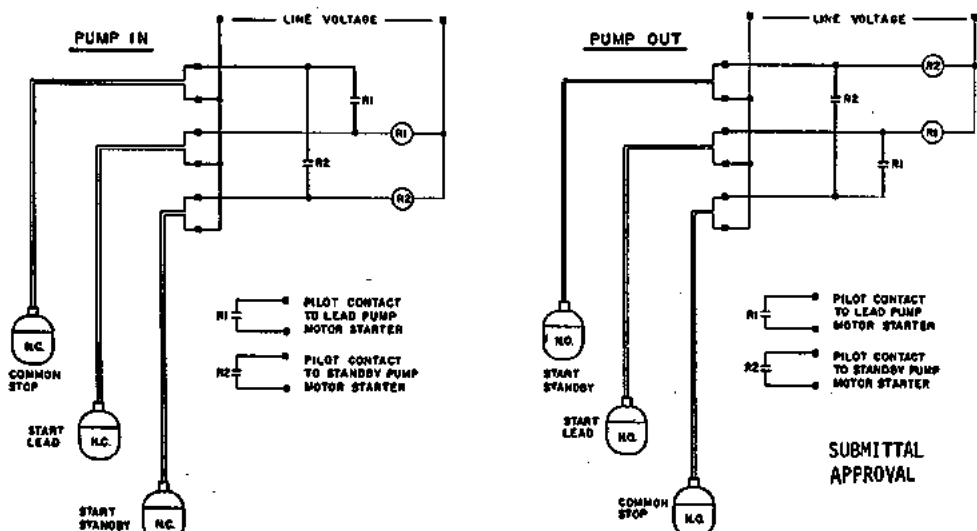 LINE VOLTAGE
PUMP IN
R1
R1
R2
R2
N.C.
COMMON
STOP
START
LEAD
N.C.
START
STANDBY
N.C.
R1
PILOT CONTACT
TO LEAD PUMP
MOTOR STARTER
R2
PILOT CONTACT
TO STANDBY PUMP
MOTOR STARTER
LINE VOLTAGE
PUMP OUT
R2
R2
R1
R1
N.O.
START
STANDBY
START
LEAD
N.O.
COMMON
STOP
N.O.
R1
PILOT CONTACT
TO LEAD PUMP
MOTOR STARTER
R2
PILOT CONTACT
TO STANDBY PUMP
MOTOR STARTER
SUBMITTAL
APPROVAL